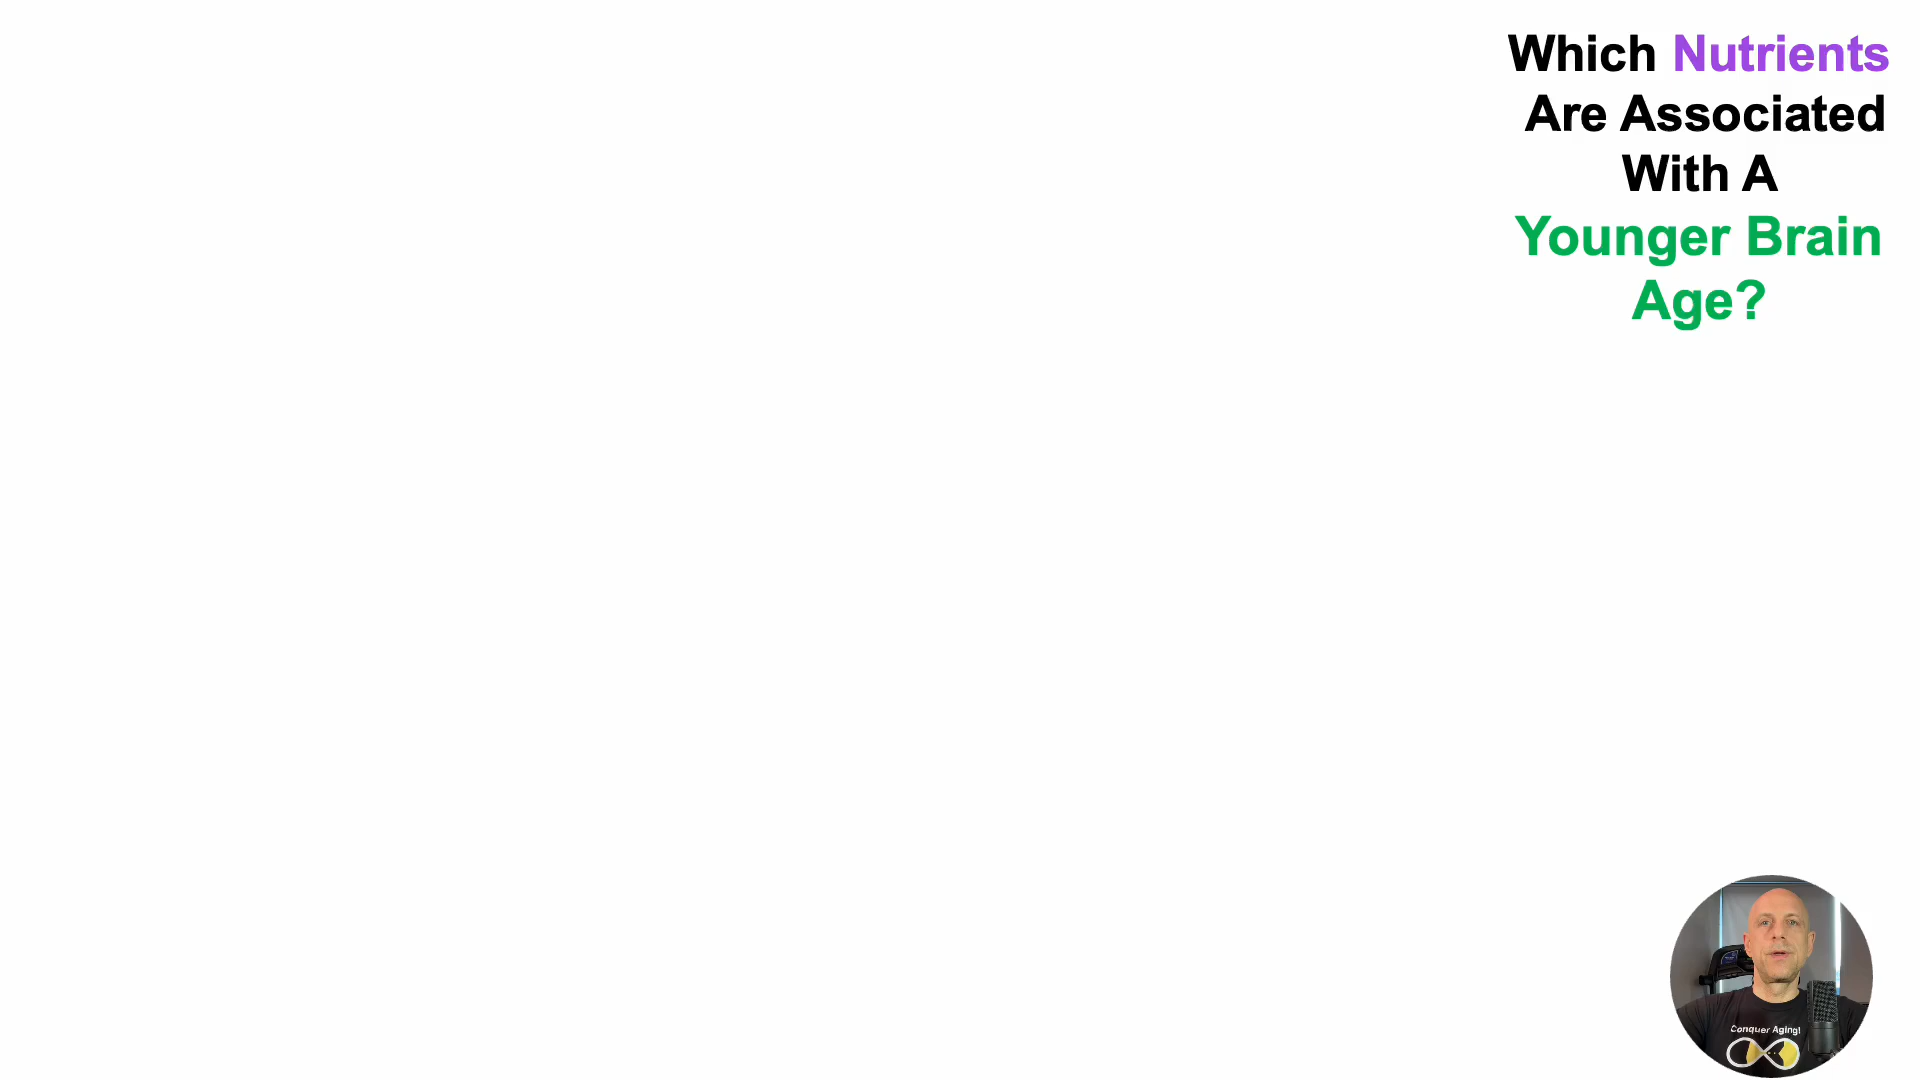 Which Nutrients
Are Associated
With A
Younger Brain
Age?
Conquer Aging!